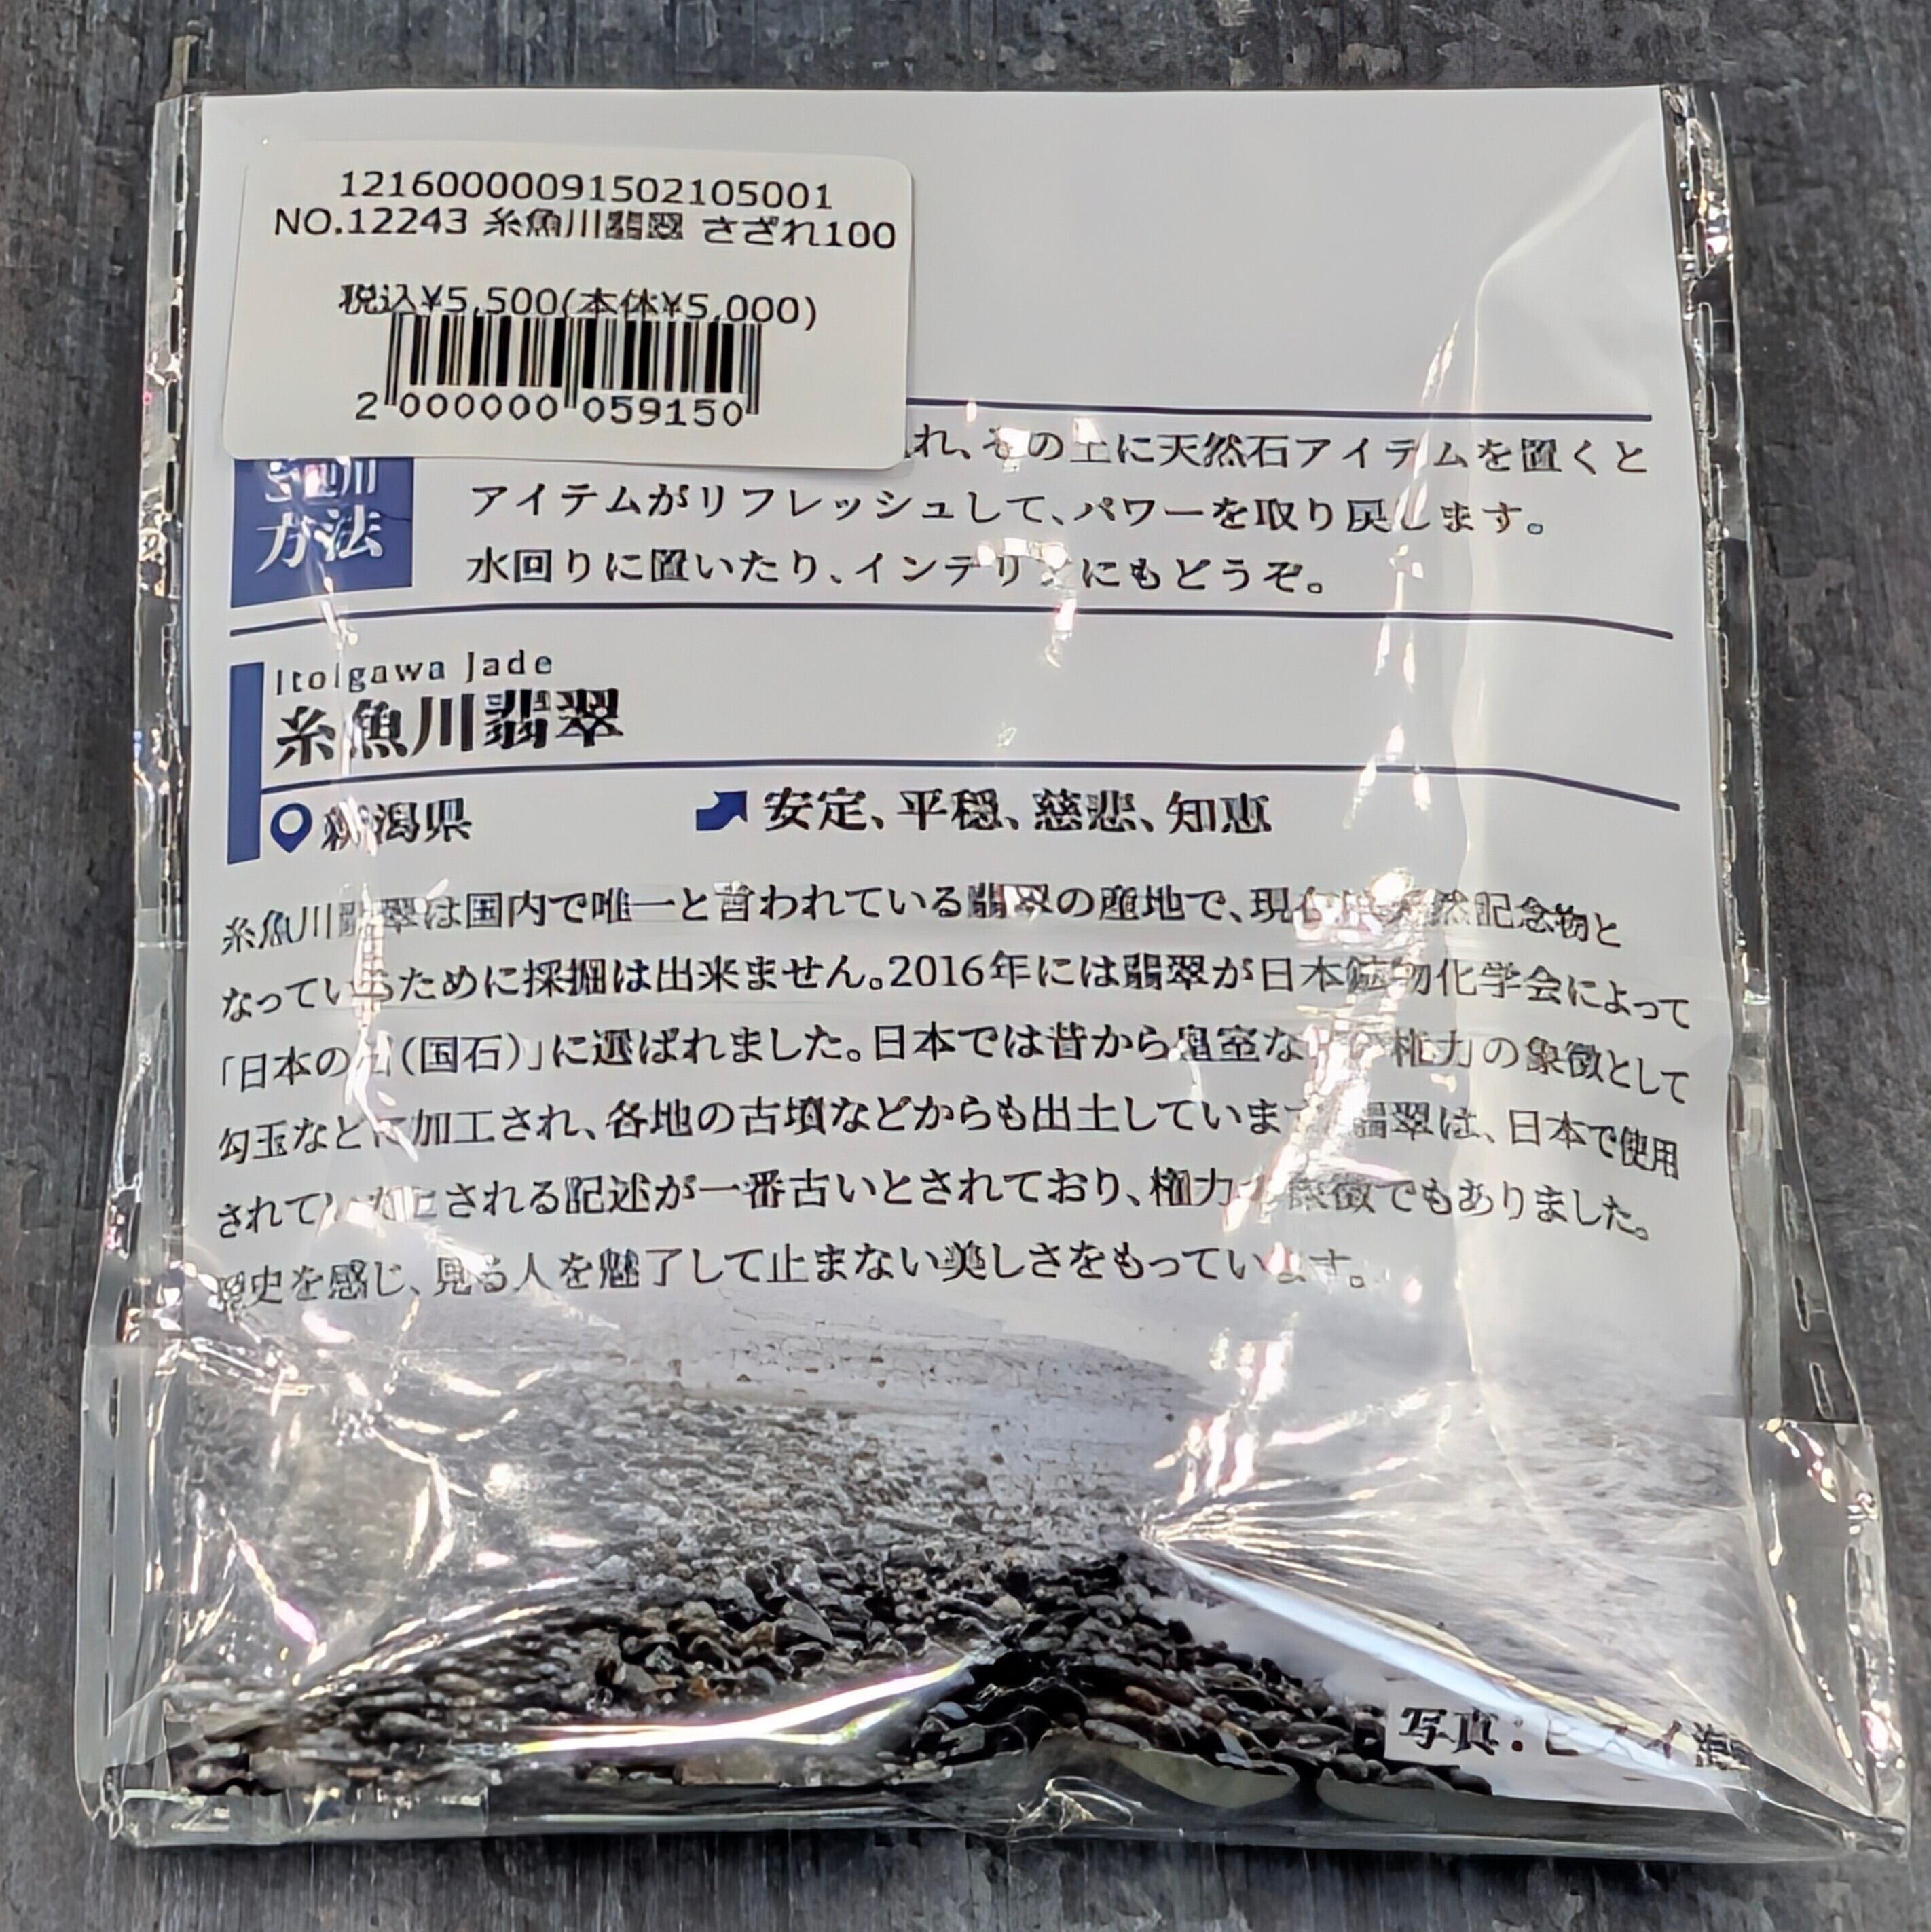 12160000091502105001
NO.12243 糸魚川翡翠 さざれ100
税込¥5,500(本体¥5,000)
2 000000 059150
れ、その上に天然石アイテムを置くと
アイテムがリフレッシュして、パワーを取り戻します。
水回りに置いたり、インテリアにもどうぞ。
方法
Itoigawa Jade
糸魚川翡翠
新潟県
安定、平穏、慈悲、知恵
糸魚川翡翠は国内で唯一と言われている翡翠の産地で、現在は天然記念物と
なっているために採掘は出来ません。2016年には翡翠が日本鉱物化学会によって
「日本の石(国石)」に選ばれました。日本では昔から皇室な 権力の象徴として
勾玉などに加工され、各地の古墳などからも出土しています 翡翠は、日本で使用
されて とされる記述が一番古いとされており、権力 象徴でもありました。
歴史を感じ、見る人を魅了して止まない美しさをもっています。
写真:ヒスイ海